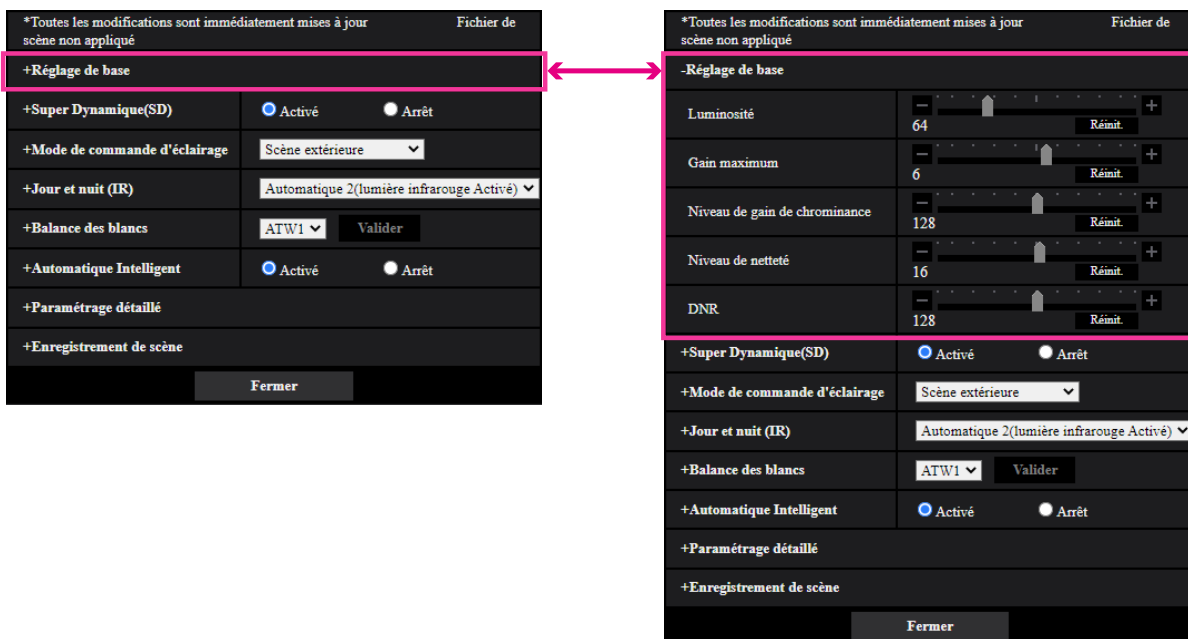 *Toutes les modifications sont immédiatement mises à jour Fichier de
scène non appliqué
+Réglage de base
+Super Dynamique(SD) Activé Arrêt
+Mode de commande d'éclairage Scène extérieure
+Jour et nuit (IR) Automatique 2(lumière infrarouge Activé)
+Balance des blancs ATW1 Valider
+Automatique Intelligent Activé Arrêt
+Paramétrage détaillé
+Enregistrement de scène
Fermer
*Toutes les modifications sont immédiatement mises à jour Fichier de
scène non appliqué
-Réglage de base
Luminosité
64 Réinit.
Gain maximum
6 Réinit.
Niveau de gain de chrominance
128 Réinit.
Niveau de netteté
16 Réinit.
DNR
128 Réinit.
+Super Dynamique(SD) Activé Arrêt
+Mode de commande d'éclairage Scène extérieure
+Jour et nuit (IR) Automatique 2(lumière infrarouge Activé)
+Balance des blancs ATW1 Valider
+Automatique Intelligent Activé Arrêt
+Paramétrage détaillé
+Enregistrement de scène
Fermer